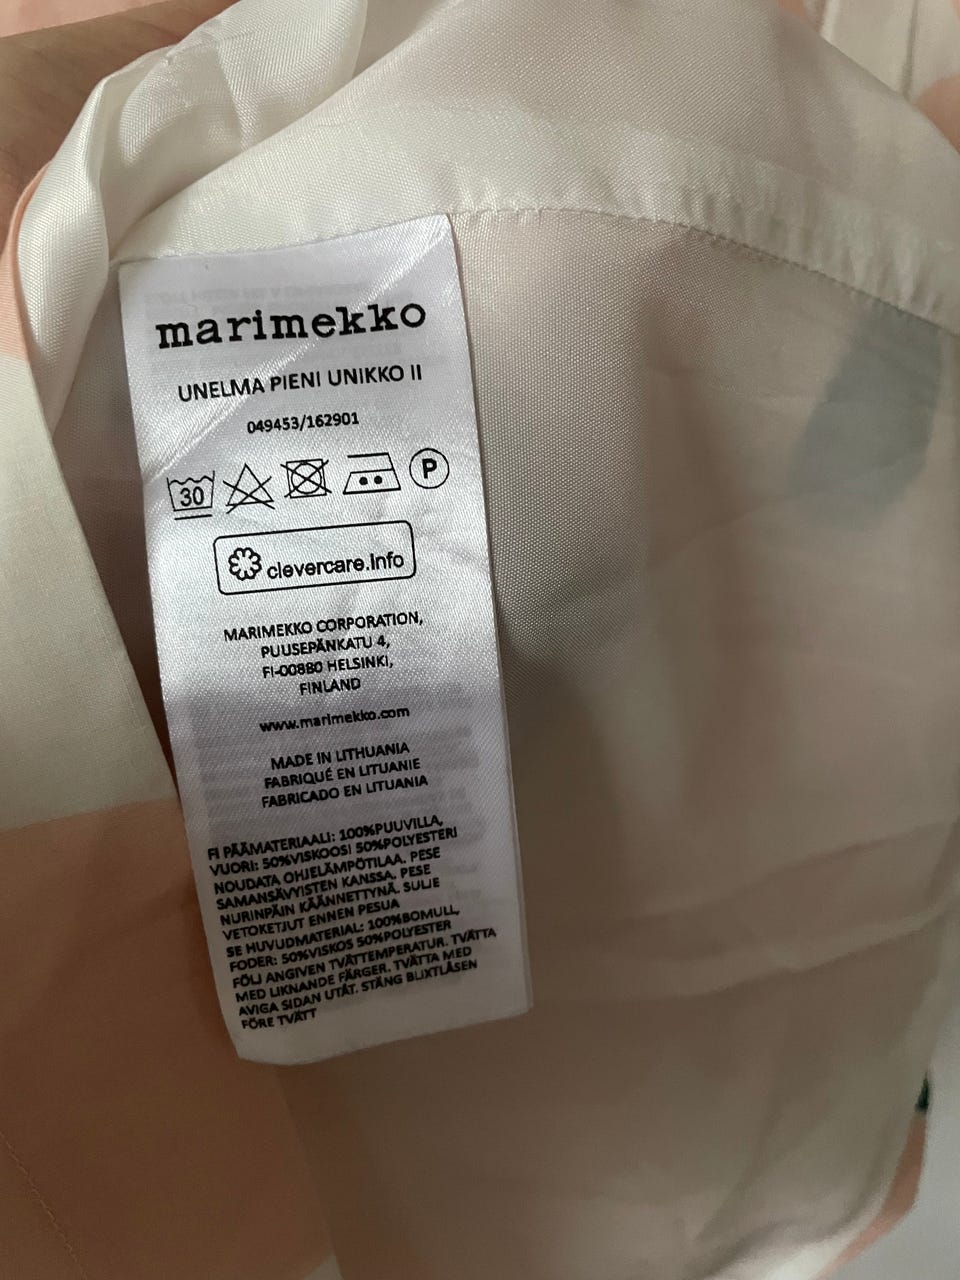 marimekko
UNELMA PIENI UNIKKO II
049453/162901
30 P
clevercare.info
MARIMEKKO CORPORATION,
PUUSEPÄNKATU 4,
FI-00880 HELSINKI,
FINLAND
www.marimekko.com
MADE IN LITHUANIA
FABRIQUÉ EN LITUANIE
FABRICADO EN LITUANIA
FI PÄÄMATERIAALI: 100%PUUVILLA,
VUORI: 50%VISKOOSI 50%POLYESTERI
NOUDATA OHJELÄMPÖTILAA. PESE
SAMANSÄVYISTEN KANSSA. PESE
NURINPÄIN KÄÄNNETTYNÄ. SULJE
VETOKETJUT ENNEN PESUA
SE HUVUDMATERIAL: 100%BOMULL,
FODER: 50%VISKOS 50%POLYESTER
FÖLJ ANGIVEN TVÄTTEMPERATUR. TVÄTTA
MED LIKNANDE FÄRGER. TVÄTTA MED
AVIGA SIDAN UTÅT. STÄNG BLIXTLÅSEN
FÖRE TVÄTT